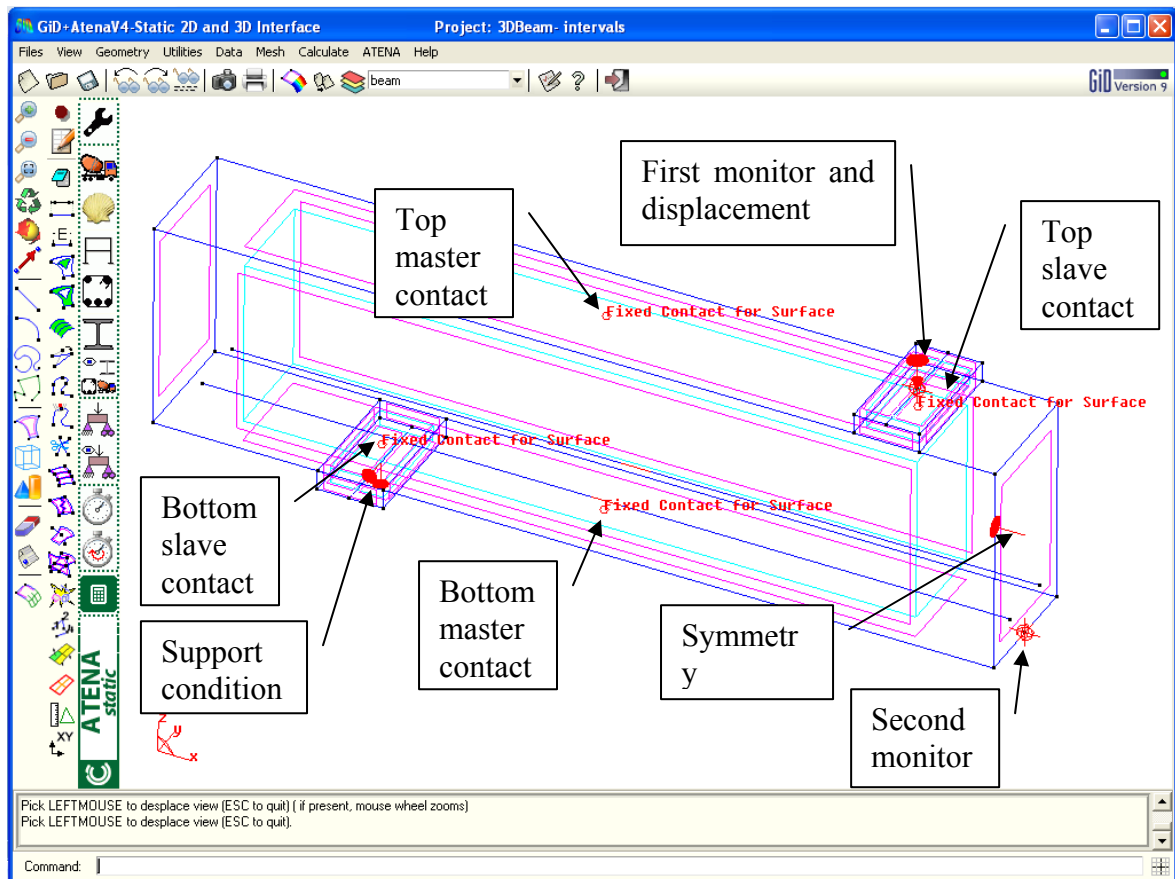 GiD+AtenaV4-Static 2D and 3D Interface Project: 3DBeam- intervals
Files View Geometry Utilities Data Mesh Calculate ATENA Help
beam
GiD Version 9
First monitor and
displacement
Top
master
contact
Top
slave
contact
Fixed Contact for Surface
Fixed Contact for Surface
Fixed Contact for Surface
Fixed Contact for Surface
Bottom
slave
contact
Bottom
master
contact
Symmetr
y
Support
condition
Second
monitor
:E:
XY
ATENA
static
z
y
x
Pick LEFTMOUSE to desplace view (ESC to quit) ( if present, mouse wheel zooms)
Pick LEFTMOUSE to desplace view (ESC to quit).
Command: